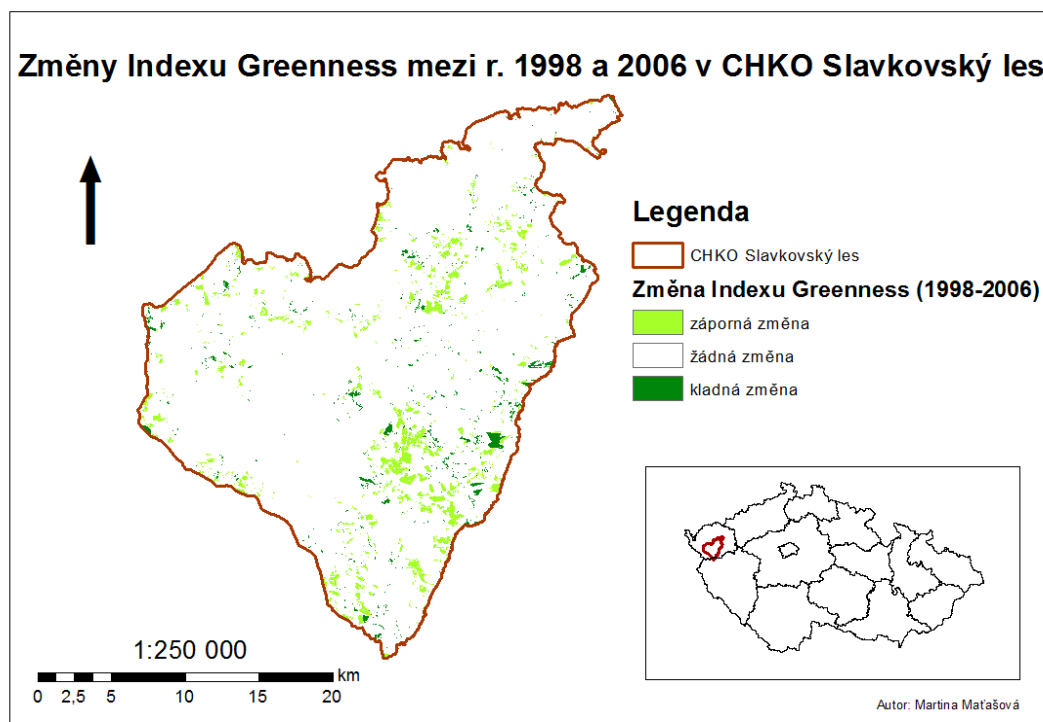 Změny Indexu Greenness mezi r. 1998 a 2006 v CHKO Slavkovský les
Legenda
CHKO Slavkovský les
Změna Indexu Greenness (1998-2006)
záporná změna
žádná změna
kladná změna
1:250 000
km
0 2,5 5 10 15 20
Autor: Martina Maťašová